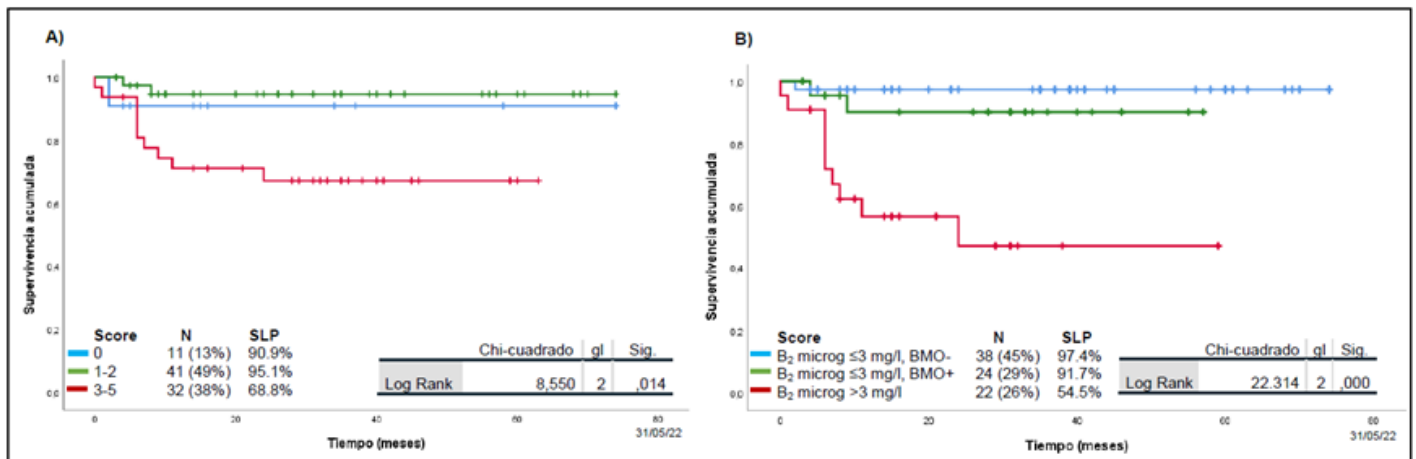 A)
Supervivencia acumulada
1.0
0.8
0.6
0.4
0.2
0.0
Score N SLP
0 11 (13%) 90.9%
1-2 41 (49%) 95.1%
3-5 32 (38%) 68.8%
Chi-cuadrado gl Sig.
Log Rank 8,550 2 ,014
0 20 40 60 80
31/05/22
Tiempo (meses)
B)
Supervivencia acumulada
1.0
0.8
0.6
0.4
0.2
0.0
Score N SLP
B₂ microg ≤3 mg/l, BMO- 38 (45%) 97.4%
B₂ microg ≤3 mg/l, BMO+ 24 (29%) 91.7%
B₂ microg >3 mg/l 22 (26%) 54.5%
Chi-cuadrado gl Sig.
Log Rank 22.314 2 ,000
0 20 40 60 80
31/05/22
Tiempo (meses)